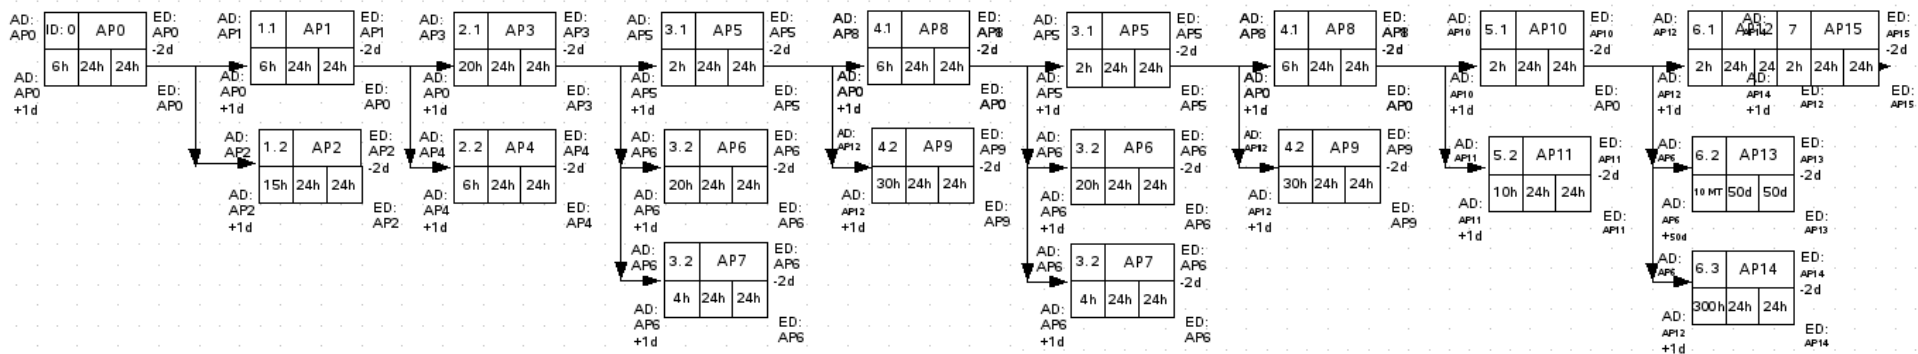 AD:
AP0
ID: 0 AP0
6h 24h 24h
ED:
AP0
-2d
AD:
AP0
+1d
ED:
AP0
AD:
AP1
1.1 AP1
6h 24h 24h
ED:
AP1
-2d
AD:
AP0
+1d
ED:
AP0
AD:
AP2
1.2 AP2
15h 24h 24h
ED:
AP2
-2d
AD:
AP2
+1d
ED:
AP2
AD:
AP3
2.1 AP3
20h 24h 24h
ED:
AP3
-2d
AD:
AP0
+1d
ED:
AP3
AD:
AP4
2.2 AP4
6h 24h 24h
ED:
AP4
-2d
AD:
AP4
+1d
ED:
AP4
AD:
AP5
3.1 AP5
2h 24h 24h
ED:
AP5
-2d
AD:
AP5
+1d
ED:
AP5
AD:
AP6
3.2 AP6
20h 24h 24h
ED:
AP6
-2d
AD:
AP6
+1d
ED:
AP6
AD:
AP6
3.2 AP7
4h 24h 24h
ED:
AP6
-2d
AD:
AP6
+1d
ED:
AP6
AD:
AP8
4.1 AP8
6h 24h 24h
ED:
-2d
AD:
AP0
+1d
ED:
AP0
AD:
AP12
4.2 AP9
30h 24h 24h
ED:
AP9
-2d
AD:
AP12
+1d
ED:
AP9
AD:
AP5
3.1 AP5
2h 24h 24h
ED:
AP5
-2d
AD:
AP5
+1d
ED:
AP5
AD:
AP6
3.2 AP6
20h 24h 24h
ED:
AP6
-2d
AD:
AP6
+1d
ED:
AP6
AD:
AP6
3.2 AP7
4h 24h 24h
ED:
AP6
-2d
AD:
AP6
+1d
ED:
AP6
AD:
AP8
4.1 AP8
6h 24h 24h
ED:
-2d
AD:
AP0
+1d
ED:
AP0
AD:
AP12
4.2 AP9
30h 24h 24h
ED:
AP9
-2d
AD:
AP12
+1d
ED:
AP9
AD:
AP10
5.1 AP10
2h 24h 24h
ED:
AP10
-2d
AD:
AP10
+1d
ED:
AP0
AD:
AP11
5.2 AP11
10h 24h 24h
ED:
AP11
-2d
AD:
AP11
+1d
ED:
AP11
AD:
AP12
6.1 AP12
2h 24h 24
AD:
AP12
+1d
ED:
AP12
AD:
AP14
7 AP15
2h 24h 24h
ED:
AP15
-2d
AD:
AP14
+1d
ED:
AP15
AD:
AP6
6.2 AP13
10 MT 50d 50d
ED:
AP13
-2d
AD:
AP6
+50d
ED:
AP13
AD:
AP6
6.3 AP14
300h 24h 24h
ED:
AP14
-2d
AD:
AP12
+1d
ED:
AP14